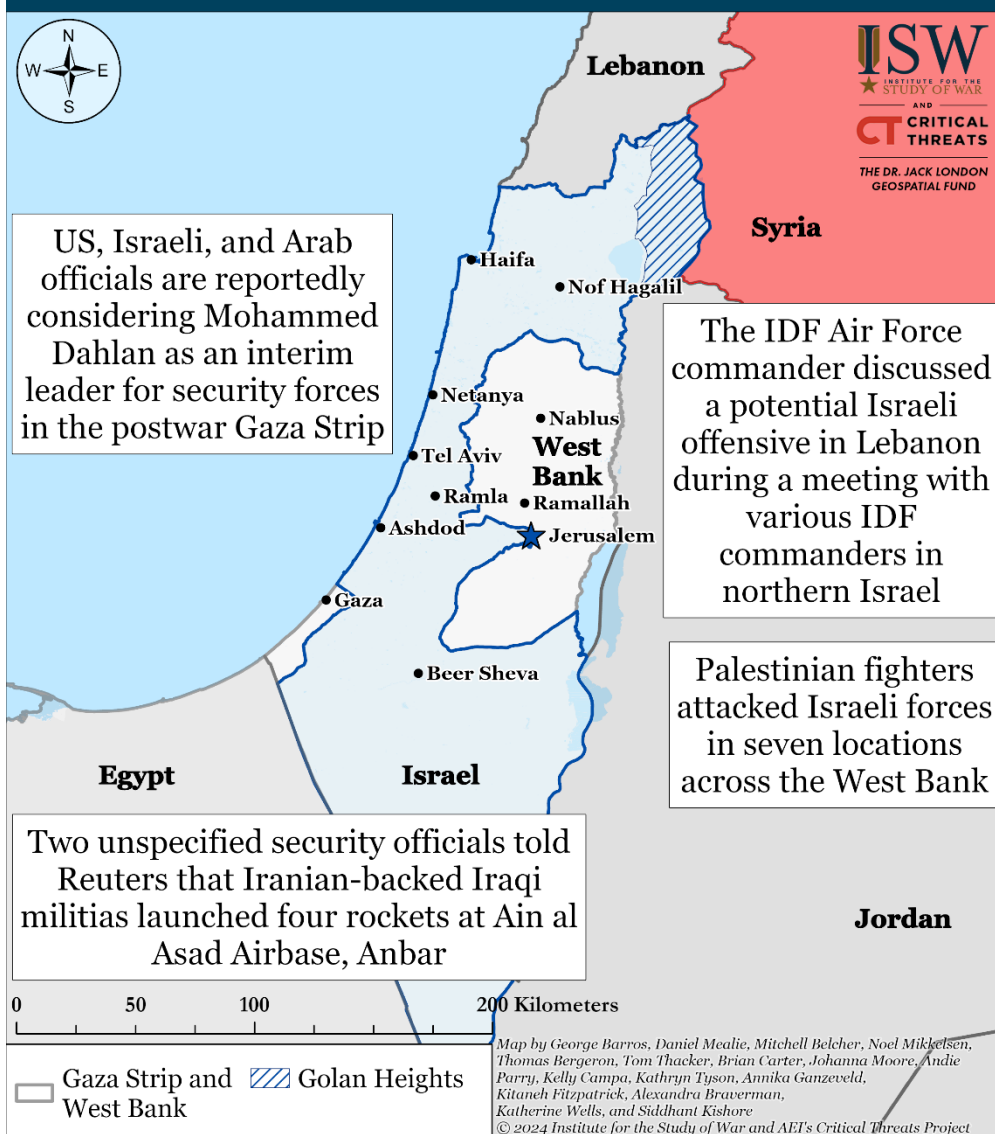 N
W E
S
ISW
INSTITUTE FOR THE
STUDY OF WAR
AND
CT CRITICAL
THREATS
THE DR. JACK LONDON
GEOSPATIAL FUND
Lebanon
Syria
US, Israeli, and Arab
officials are reportedly
considering Mohammed
Dahlan as an interim
leader for security forces
in the postwar Gaza Strip
Haifa
Nof Hagalil
The IDF Air Force
commander discussed
a potential Israeli
offensive in Lebanon
during a meeting with
various IDF
commanders in
northern Israel
Netanya
Nablus
West
Bank
Tel Aviv
Ramla
Ramallah
Ashdod
Jerusalem
Gaza
Beer Sheva
Palestinian fighters
attacked Israeli forces
in seven locations
across the West Bank
Egypt
Israel
Two unspecified security officials told
Reuters that Iranian-backed Iraqi
militias launched four rockets at Ain al
Asad Airbase, Anbar
Jordan
0 50 100 200 Kilometers
Gaza Strip and
West Bank
Golan Heights
Map by George Barros, Daniel Mealie, Mitchell Belcher, Noel Mikkelsen,
Thomas Bergeron, Tom Thacker, Brian Carter, Johanna Moore, Andie
Parry, Kelly Campa, Kathryn Tyson, Annika Ganzeveld,
Kitaneh Fitzpatrick, Alexandra Braverman,
Katherine Wells, and Siddhant Kishore
© 2024 Institute for the Study of War and AEI's Critical Threats Project